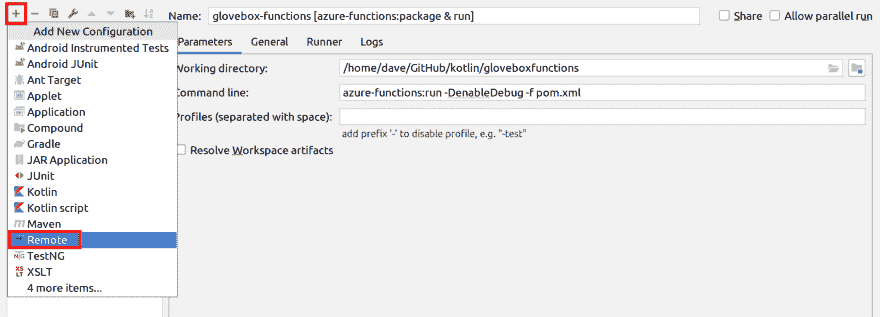 Name: glovebox-functions [azure-functions:package & run] Share Allow parallel run
Add New Configuration
Android Instrumented Tests
Android JUnit
Ant Target
Applet
Application
Compound
Gradle
JAR Application
JUnit
Kotlin
Kotlin script
Maven
Remote
TestNG
XSLT
4 more items...
Parameters General Runner Logs
Working directory: /home/dave/GitHub/kotlin/gloveboxfunctions
Command line: azure-functions:run -DenableDebug -f pom.xml
Profiles (separated with space):
add prefix '-' to disable profile, e.g. "-test"
Resolve Workspace artifacts